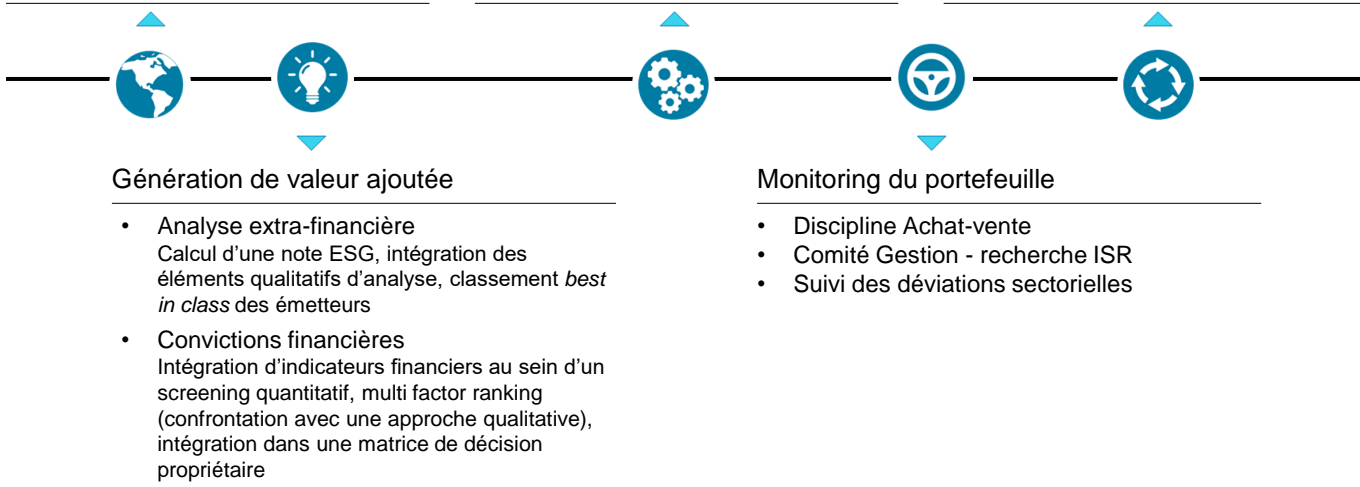 Génération de valeur ajoutée
• Analyse extra-financière
Calcul d’une note ESG, intégration des
éléments qualitatifs d’analyse, classement best
in class des émetteurs
• Convictions financières
Intégration d’indicateurs financiers au sein d’un
screening quantitatif, multi factor ranking
(confrontation avec une approche qualitative),
intégration dans une matrice de décision
propriétaire
Monitoring du portefeuille
• Discipline Achat-vente
• Comité Gestion - recherche ISR
• Suivi des déviations sectorielles